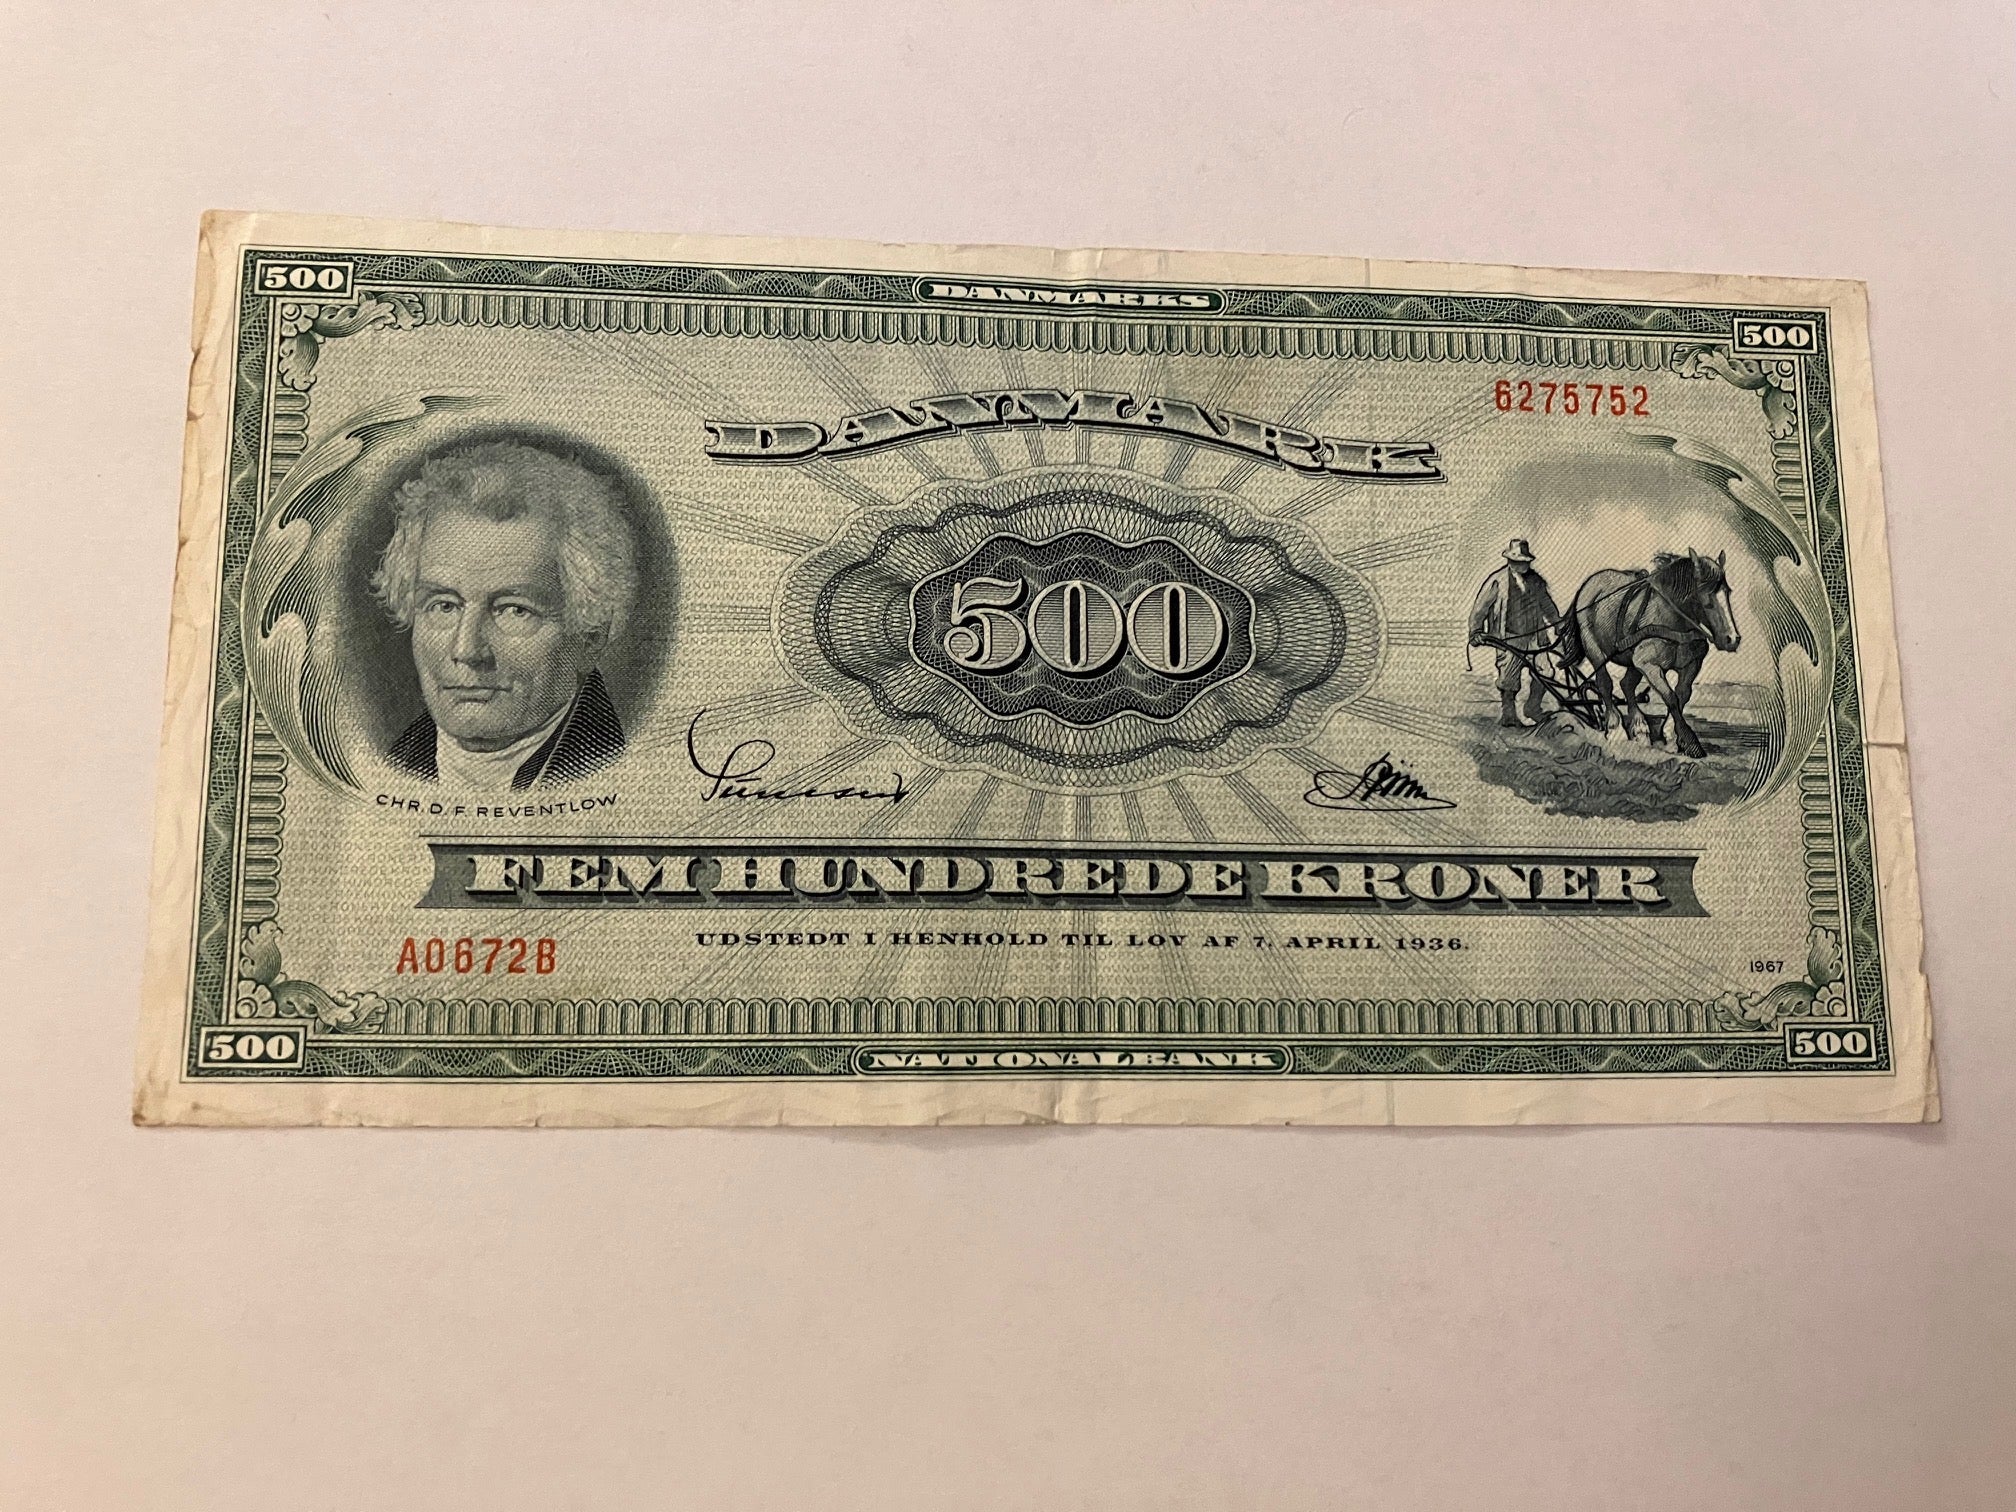 500
DANMARKS
500
6275752
DANMARK
500
CHR. D. F. REVENTLOW
FEM HUNDREDE KRONER
UDSTEDT I HENHOLD TIL LOV AF 7. APRIL 1936.
A0672B
1967
500
NATIONALBANK
500